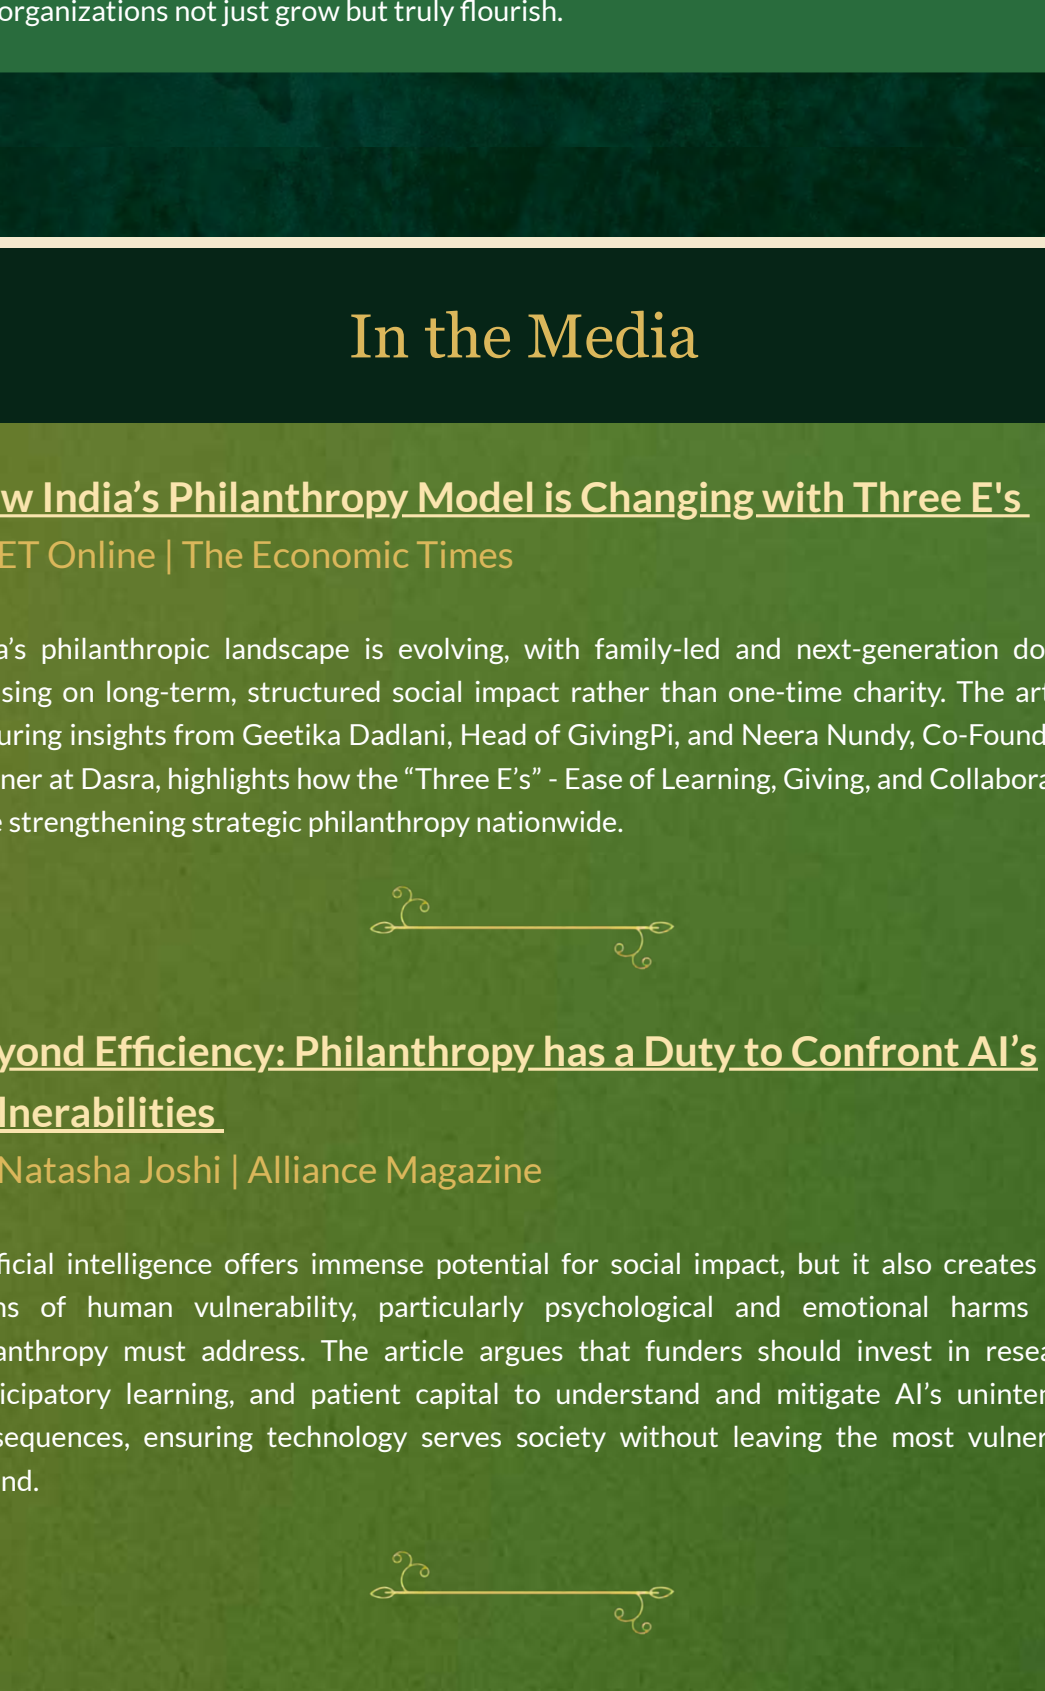 organizations not just grow but truly flourish.
In the Media
w India’s Philanthropy Model is Changing with Three E's
ET Online | The Economic Times
a’s philanthropic landscape is evolving, with family-led and next-generation do
sing on long-term, structured social impact rather than one-time charity. The art
uring insights from Geetika Dadlani, Head of GivingPi, and Neera Nundy, Co-Found
ner at Dasra, highlights how the “Three E’s” - Ease of Learning, Giving, and Collabora
e strengthening strategic philanthropy nationwide.
yond Efficiency: Philanthropy has a Duty to Confront AI’s
lnerabilities
Natasha Joshi | Alliance Magazine
ficial intelligence offers immense potential for social impact, but it also creates
ns of human vulnerability, particularly psychological and emotional harms
anthropy must address. The article argues that funders should invest in resea
icipatory learning, and patient capital to understand and mitigate AI’s uninten
sequences, ensuring technology serves society without leaving the most vulner
nd.